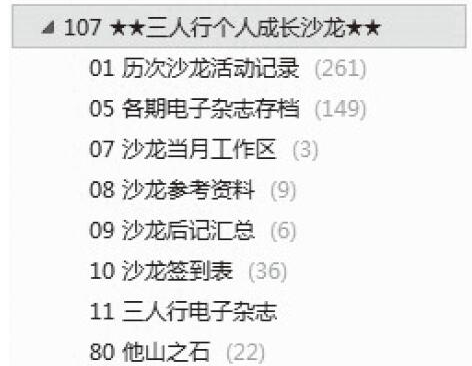 107 ★★三人行个人成长沙龙★★
01 历次沙龙活动记录 (261)
05 各期电子杂志存档 (149)
07 沙龙当月工作区 (3)
08 沙龙参考资料 (9)
09 沙龙后记汇总 (6)
10 沙龙签到表 (36)
11 三人行电子杂志
80 他山之石 (22)